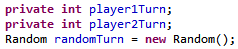 private int player1Turn;
private int player2Turn;
Random randomTurn = new Random();